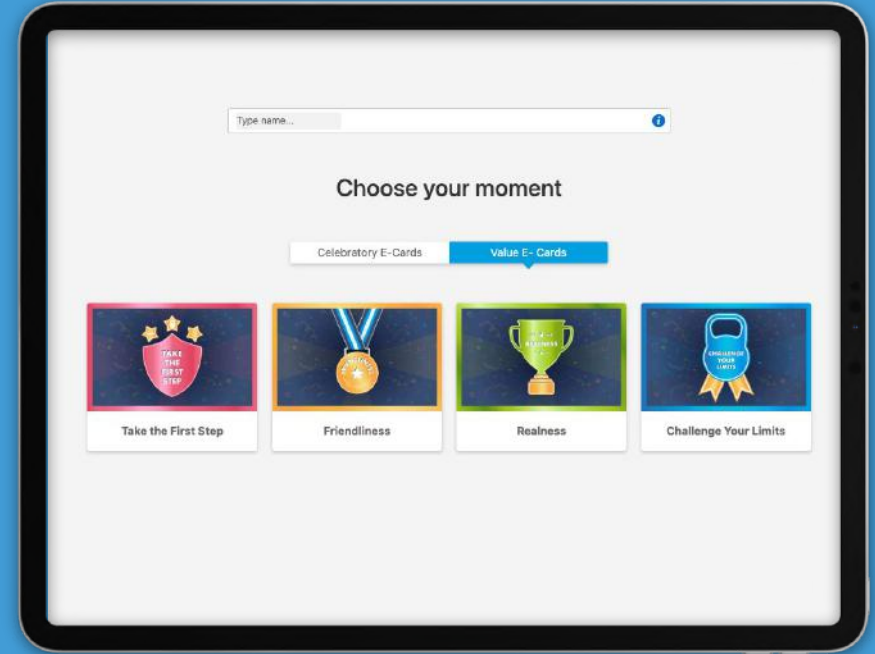 Type name...
i
Choose your moment
Celebratory E-Cards
Value E- Cards
TAKE
THE
FIRST
STEP
REALNESS
CHALLENGE
YOUR
LIMITS
Take the First Step
Friendliness
Realness
Challenge Your Limits